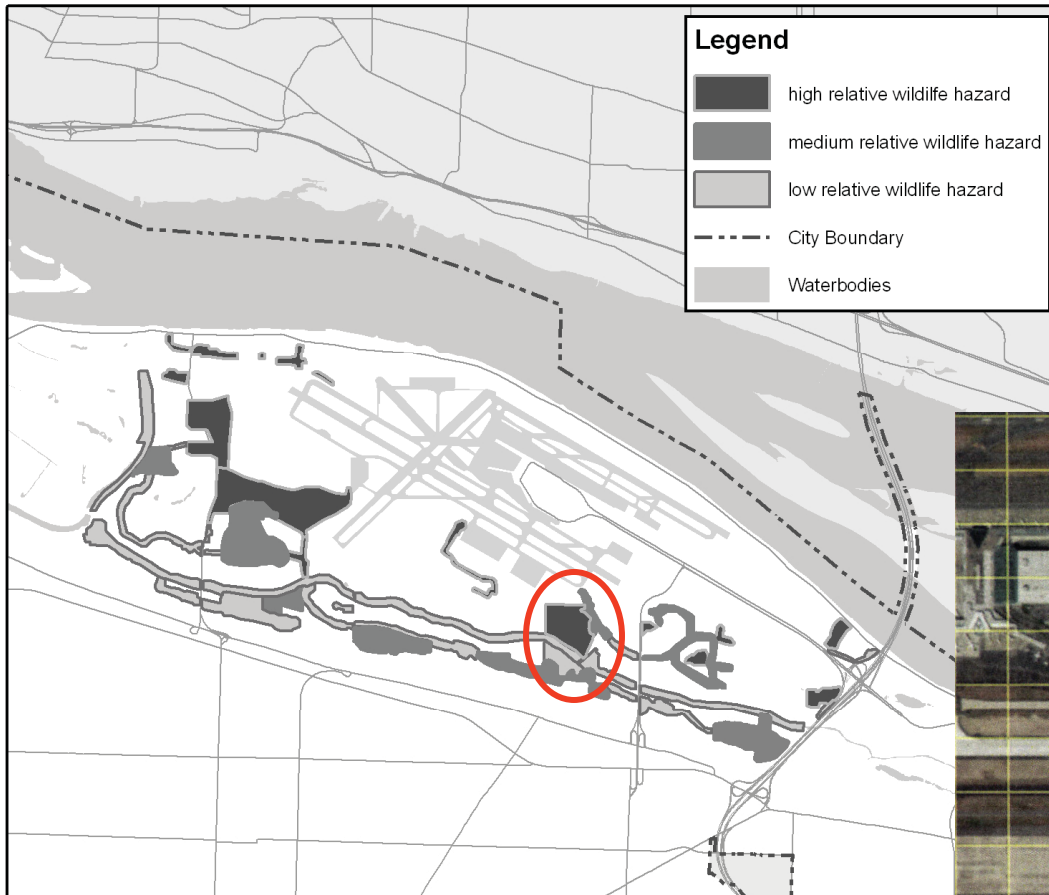 Legend
high relative wildilfe hazard
medium relative wildlife hazard
low relative wildlife hazard
City Boundary
Waterbodies